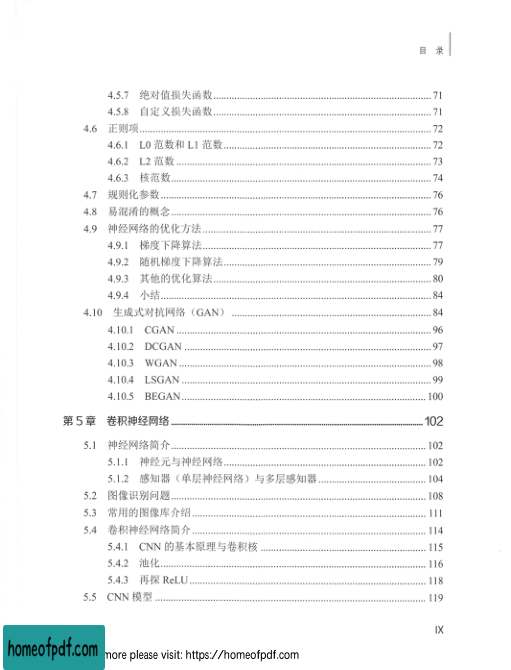 目 录
4.5.7 绝对值损失函数 71
4.5.8 自定义损失函数 71
4.6 正则项 72
4.6.1 L0 范数和 L1 范数 72
4.6.2 L2 范数 73
4.6.3 核范数 74
4.7 规则化参数 76
4.8 易混淆的概念 76
4.9 神经网络的优化方法 77
4.9.1 梯度下降算法 77
4.9.2 随机梯度下降算法 79
4.9.3 其他的优化算法 80
4.9.4 小结 84
4.10 生成式对抗网络（GAN） 84
4.10.1 CGAN 96
4.10.2 DCGAN 97
4.10.3 WGAN 98
4.10.4 LSGAN 99
4.10.5 BEGAN 100
第 5 章 卷积神经网络 102
5.1 神经网络简介 102
5.1.1 神经元与神经网络 102
5.1.2 感知器（单层神经网络）与多层感知器 104
5.2 图像识别问题 108
5.3 常用的图像库介绍 111
5.4 卷积神经网络简介 114
5.4.1 CNN 的基本原理与卷积核 115
5.4.2 池化 116
5.4.3 再探 ReLU 118
5.5 CNN 模型 119
IX
homeofpdf.com
more please visit: https://homeofpdf.com